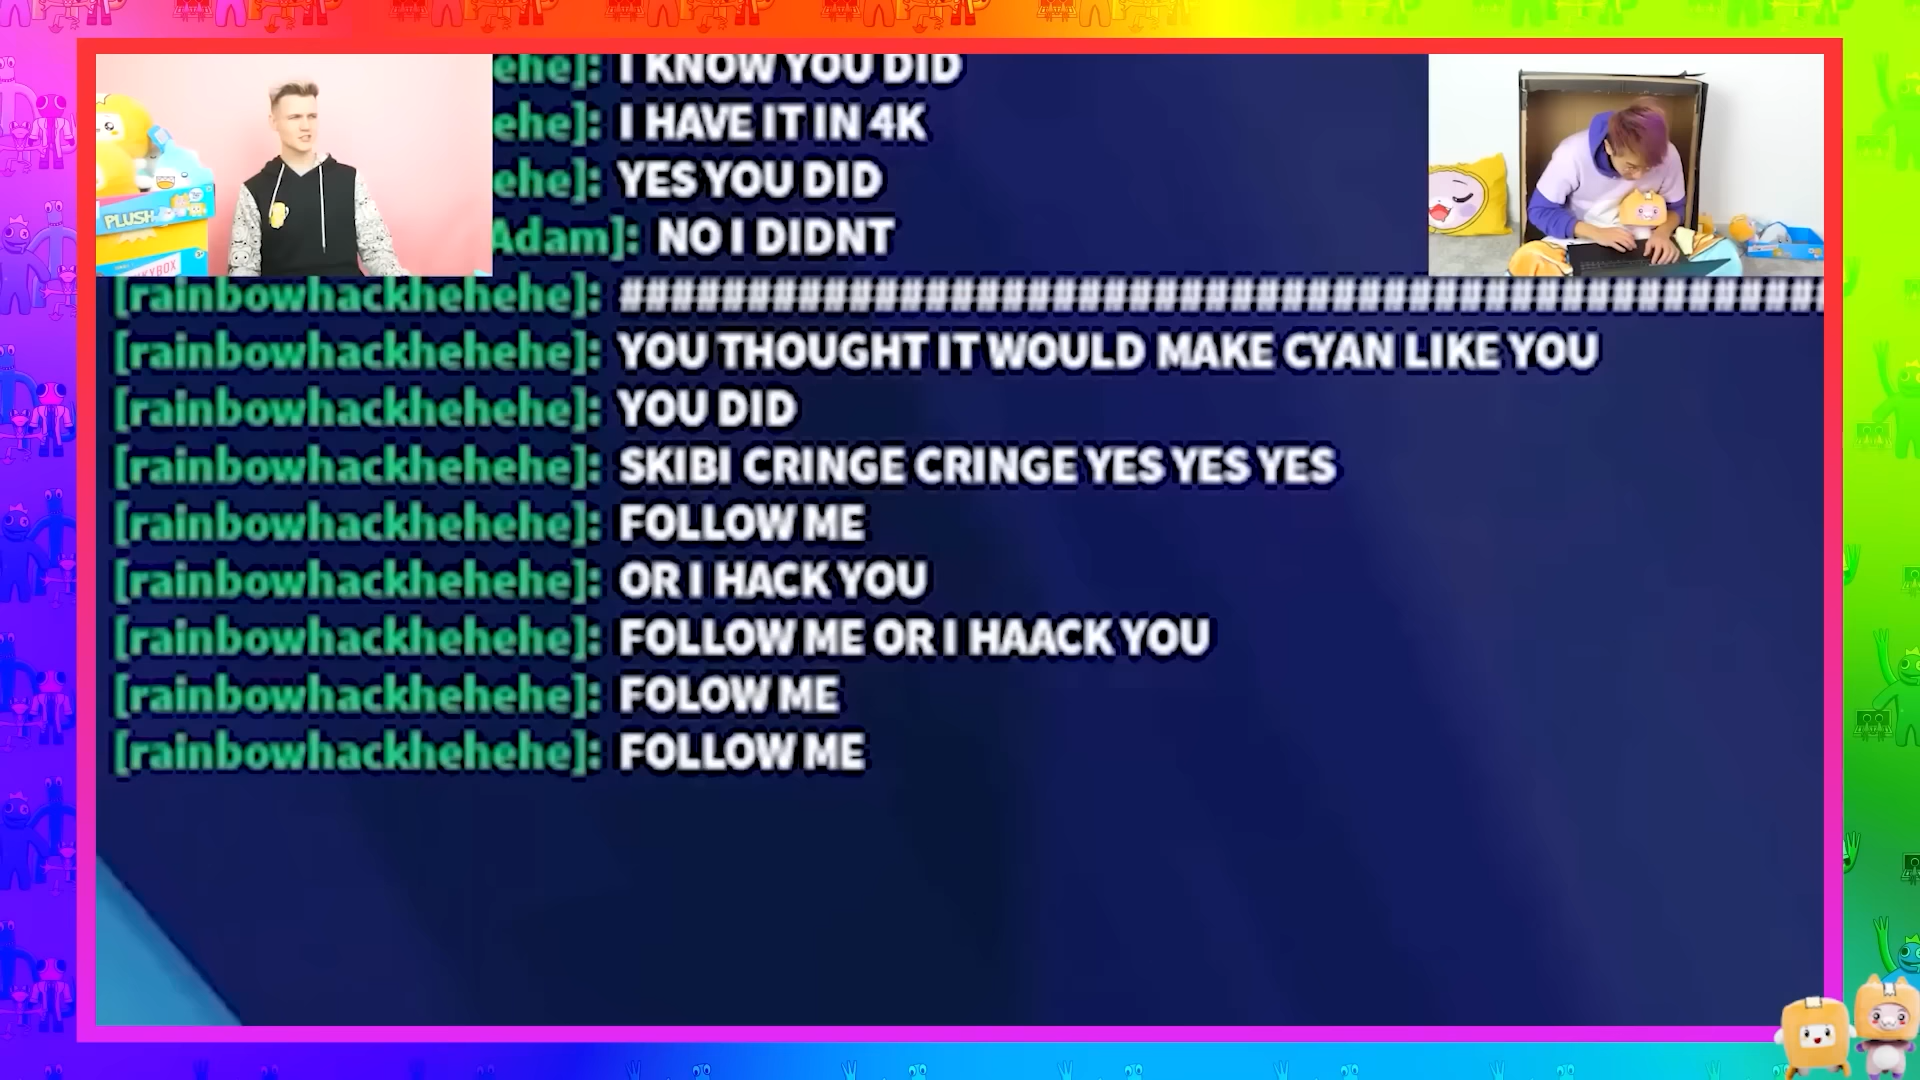 ehe]: I KNOW YOU DID
ehe]: I HAVE IT IN 4K
ehe]: YES YOU DID
Adam]: NO I DIDNT
[rainbowhackhehehe]: ###############################################
[rainbowhackhehehe]: YOU THOUGHT IT WOULD MAKE CYAN LIKE YOU
[rainbowhackhehehe]: YOU DID
[rainbowhackhehehe]: SKIBI CRINGE CRINGE YES YES YES
[rainbowhackhehehe]: FOLLOW ME
[rainbowhackhehehe]: OR I HACK YOU
[rainbowhackhehehe]: FOLLOW ME OR I HAACK YOU
[rainbowhackhehehe]: FOLOW ME
[rainbowhackhehehe]: FOLLOW ME
PLUSH
KYBOX